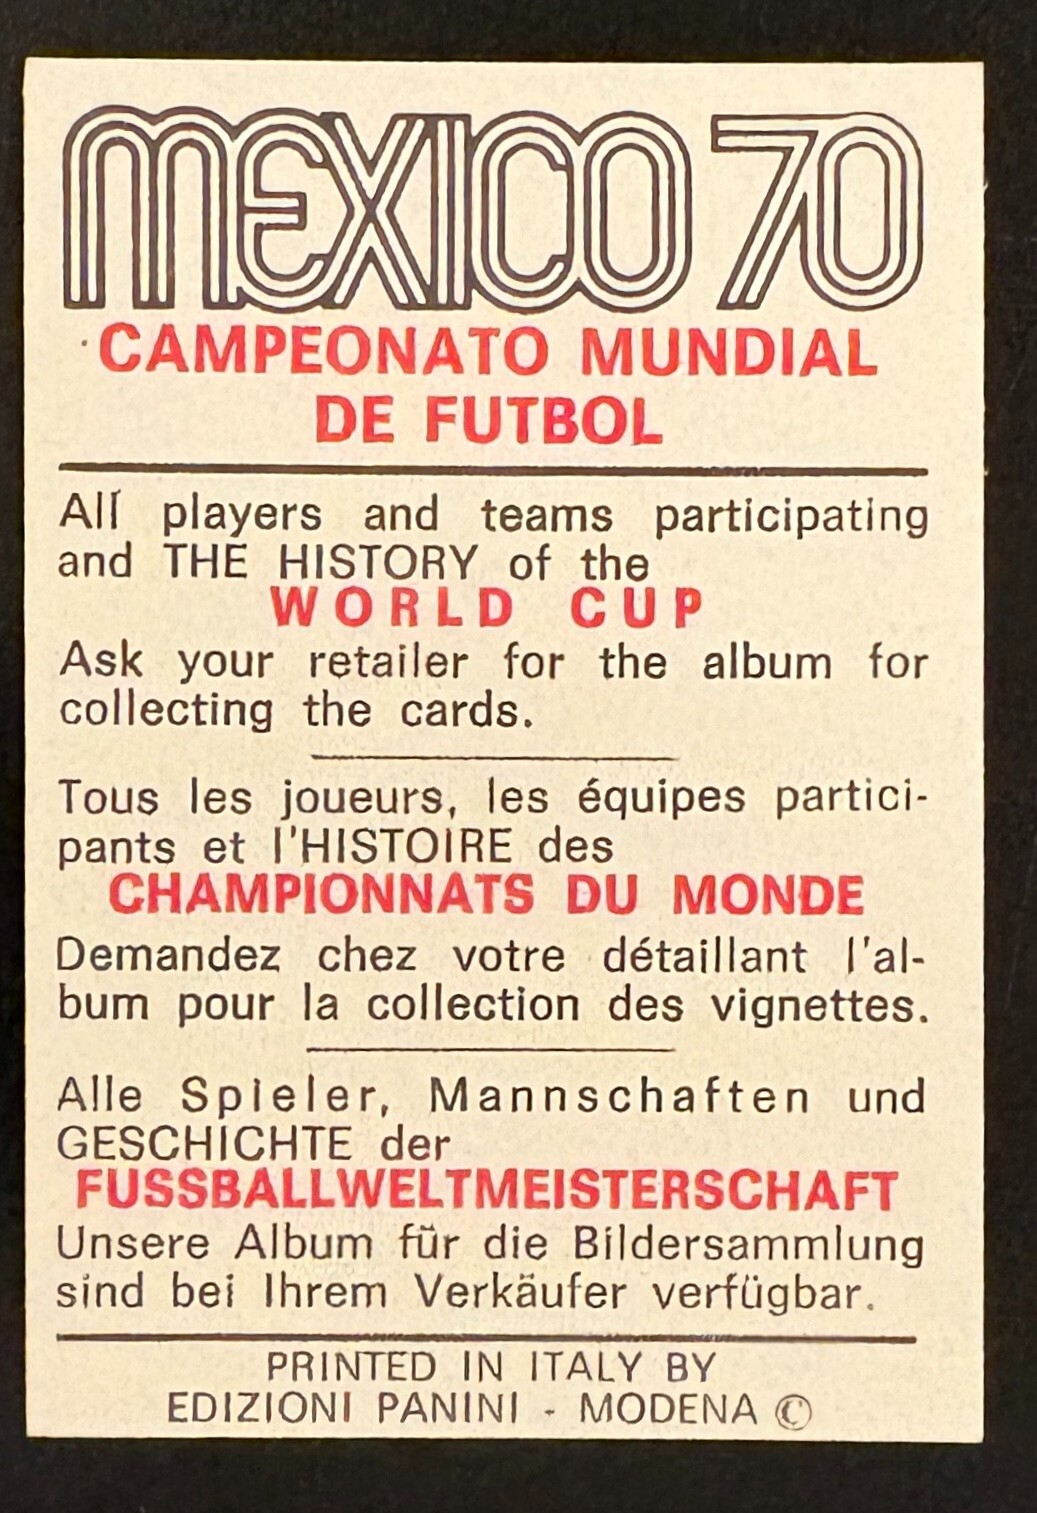 MEXICO 70
CAMPEONATO MUNDIAL
DE FUTBOL
All players and teams participating
and THE HISTORY of the
WORLD CUP
Ask your retailer for the album for
collecting the cards.
Tous les joueurs, les équipes partici-
pants et l'HISTOIRE des
CHAMPIONNATS DU MONDE
Demandez chez votre détaillant l'al-
bum pour la collection des vignettes.
Alle Spieler, Mannschaften und
GESCHICHTE der
FUSSBALLWELTMEISTERSCHAFT
Unsere Album für die Bildersammlung
sind bei Ihrem Verkäufer verfügbar.
PRINTED IN ITALY BY
EDIZIONI PANINI - MODENA ©